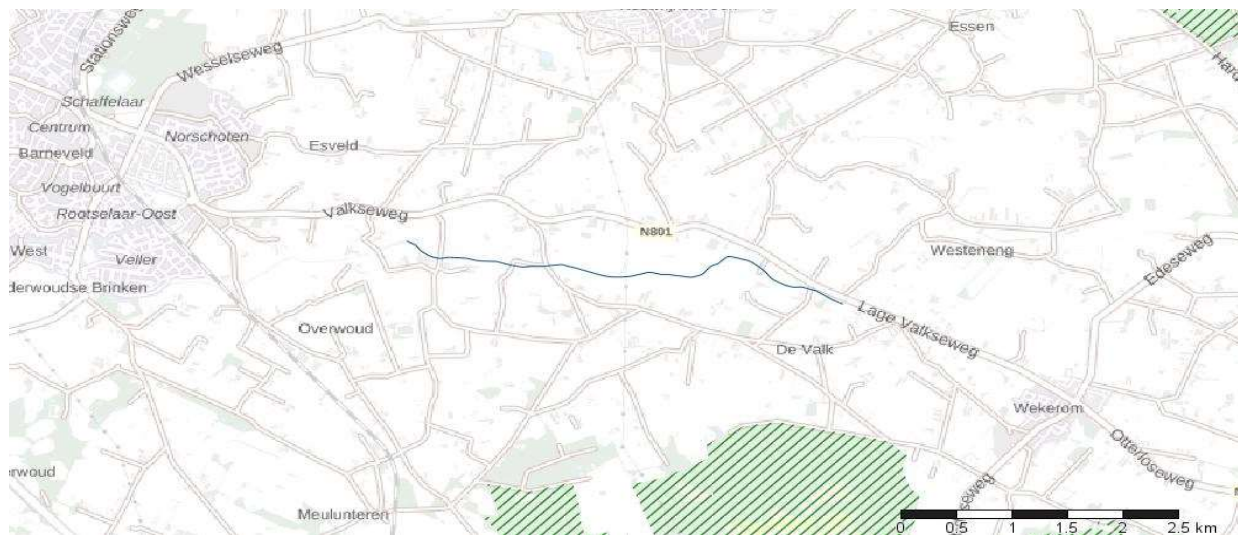 Stationsweg
Essen
Wesselseweg
Hard
Schaffelaar
Centrum
Norschoten
Barneveld
Esveld
Vogelbuurt
Rootselaar-Oost
Valkseweg
N801
West
Veller
Westeneng
Edeseweg
derwoudse Brinken
Overwoud
Lage Valkseweg
De Valk
Wekerom
Otterloseweg
erwoud
seweg
Meulunteren
0 0.5 1 1.5 2 2.5 km